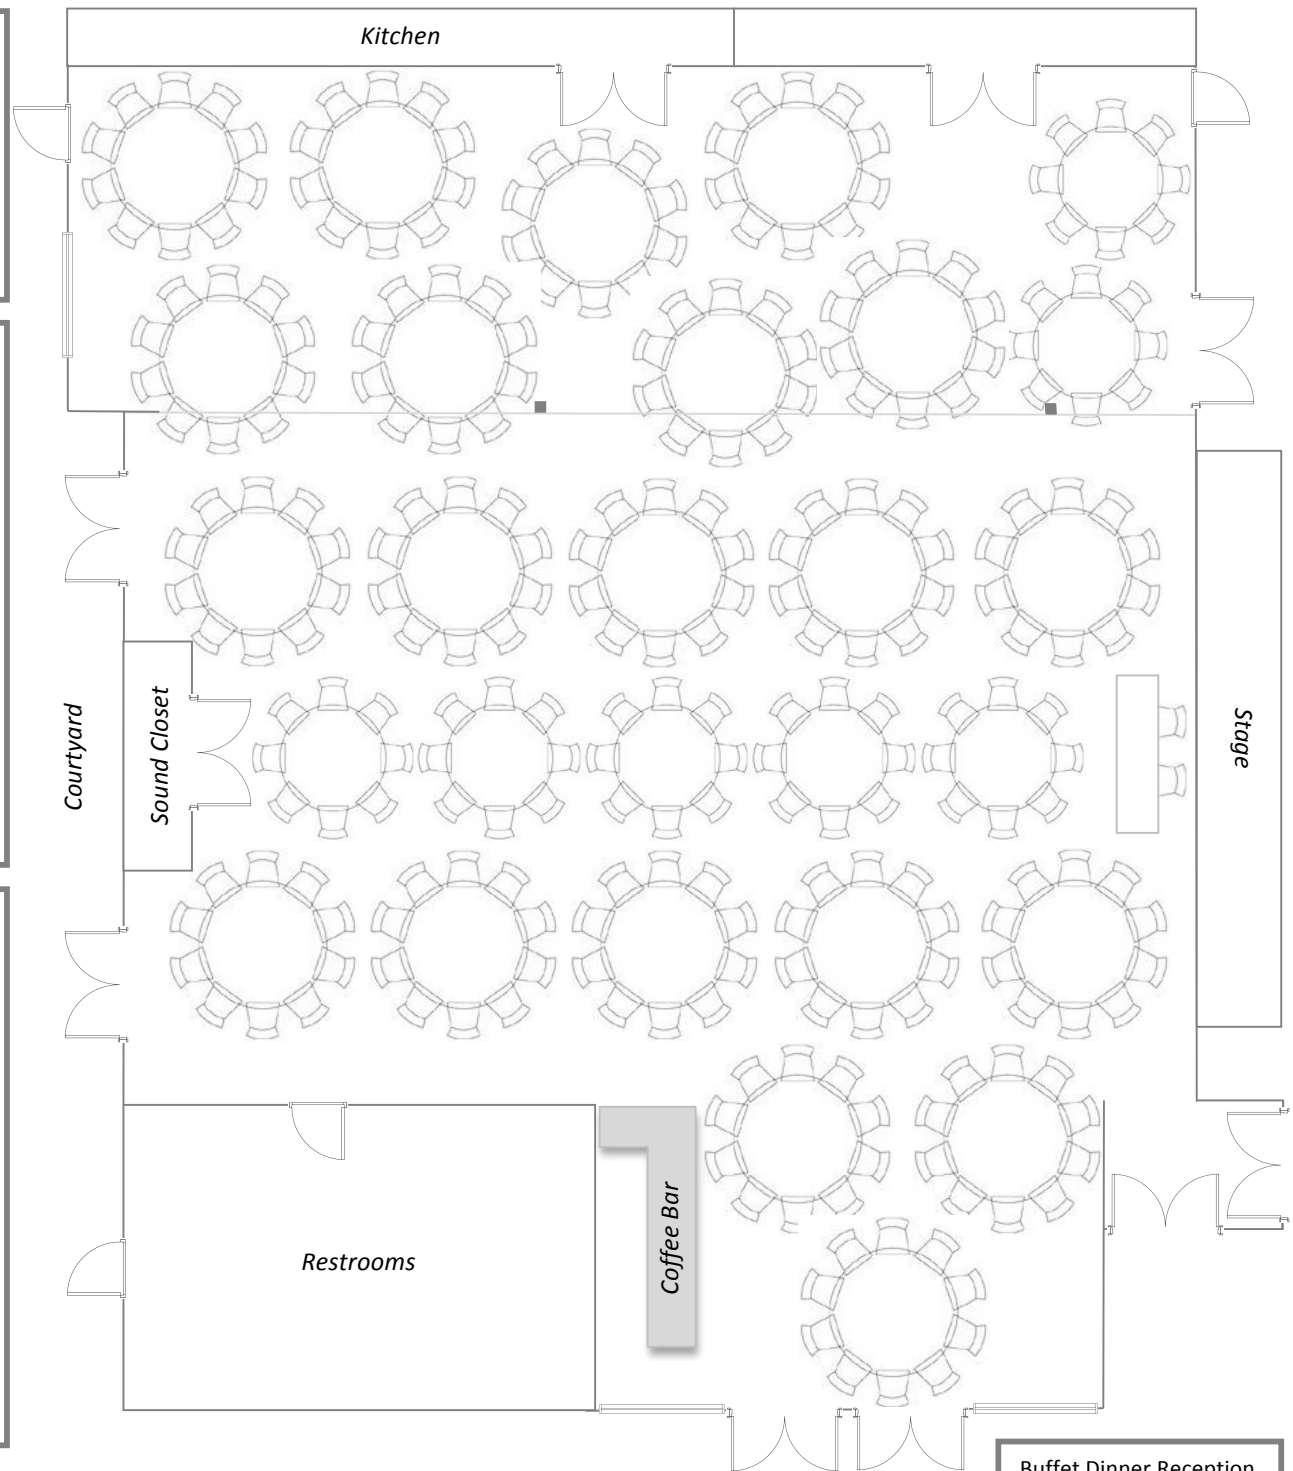 Kitchen
Courtyard
Sound Closet
Stage
Restrooms
Coffee Bar
Buffet Dinner Reception